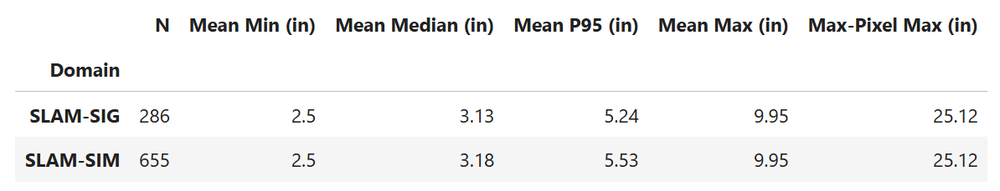 N Mean Min (in) Mean Median (in) Mean P95 (in) Mean Max (in) Max-Pixel Max (in)
Domain
SLAM-SIG 286 2.5 3.13 5.24 9.95 25.12
SLAM-SIM 655 2.5 3.18 5.53 9.95 25.12